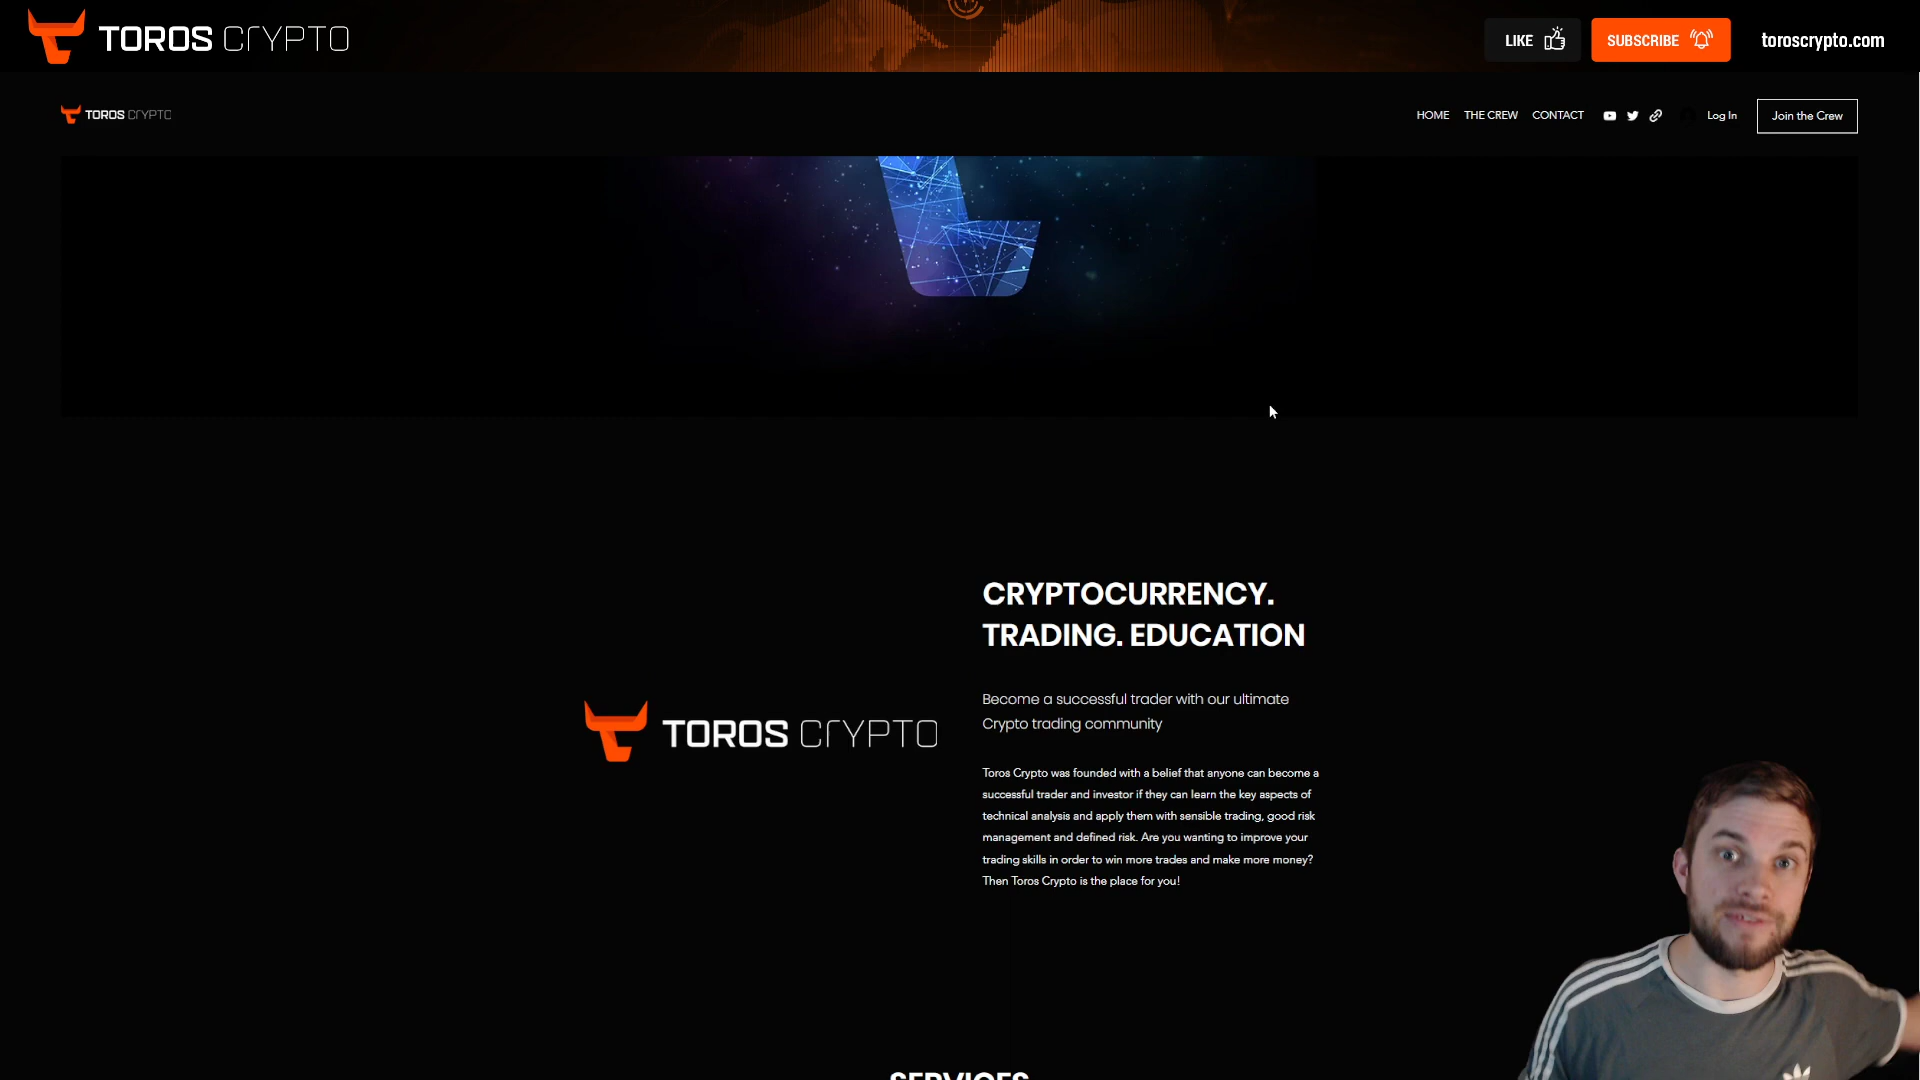 TOROS CRYPTO
LIKE
SUBSCRIBE
toroscrypto.com
TOROS CRYPTO
HOME
THE CREW
CONTACT
Log In
Join the Crew
CRYPTOCURRENCY.
TRADING. EDUCATION
Become a successful trader with our ultimate
Crypto trading community
TOROS CRYPTO
Toros Crypto was founded with a belief that anyone can become a
successful trader and investor if they can learn the key aspects of
technical analysis and apply them with sensible trading, good risk
management and defined risk. Are you wanting to improve your
trading skills in order to win more trades and make more money?
Then Toros Crypto is the place for you!
SERVICES